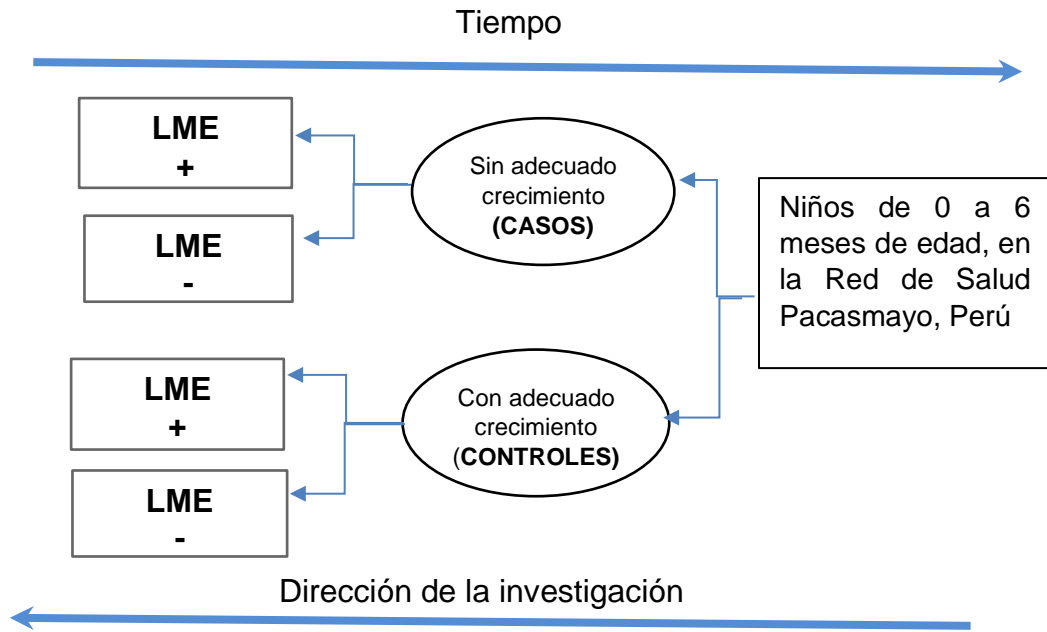 Tiempo
LME
+
LME
-
Sin adecuado
crecimiento
(CASOS)
Niños de 0 a 6
meses de edad, en
la Red de Salud
Pacasmayo, Perú
LME
+
LME
-
Con adecuado
crecimiento
(CONTROLES)
Dirección de la investigación